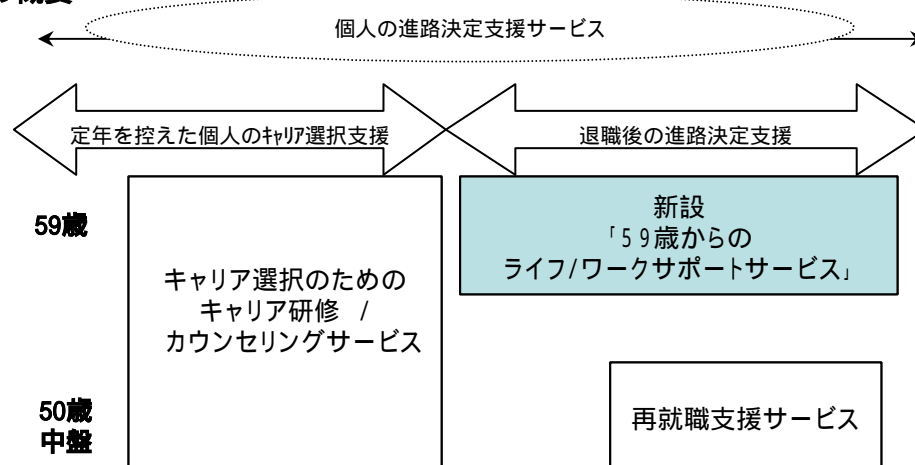 の概要
個人の進路決定支援サービス
定年を控えた個人のｷｬﾘｱ選択支援
退職後の進路決定支援
59歳
新設
「５９歳からの
ライフ/ワークサポートサービス」
キャリア選択のための
キャリア研修　/
カウンセリングサービス
50歳
中盤
再就職支援サービス